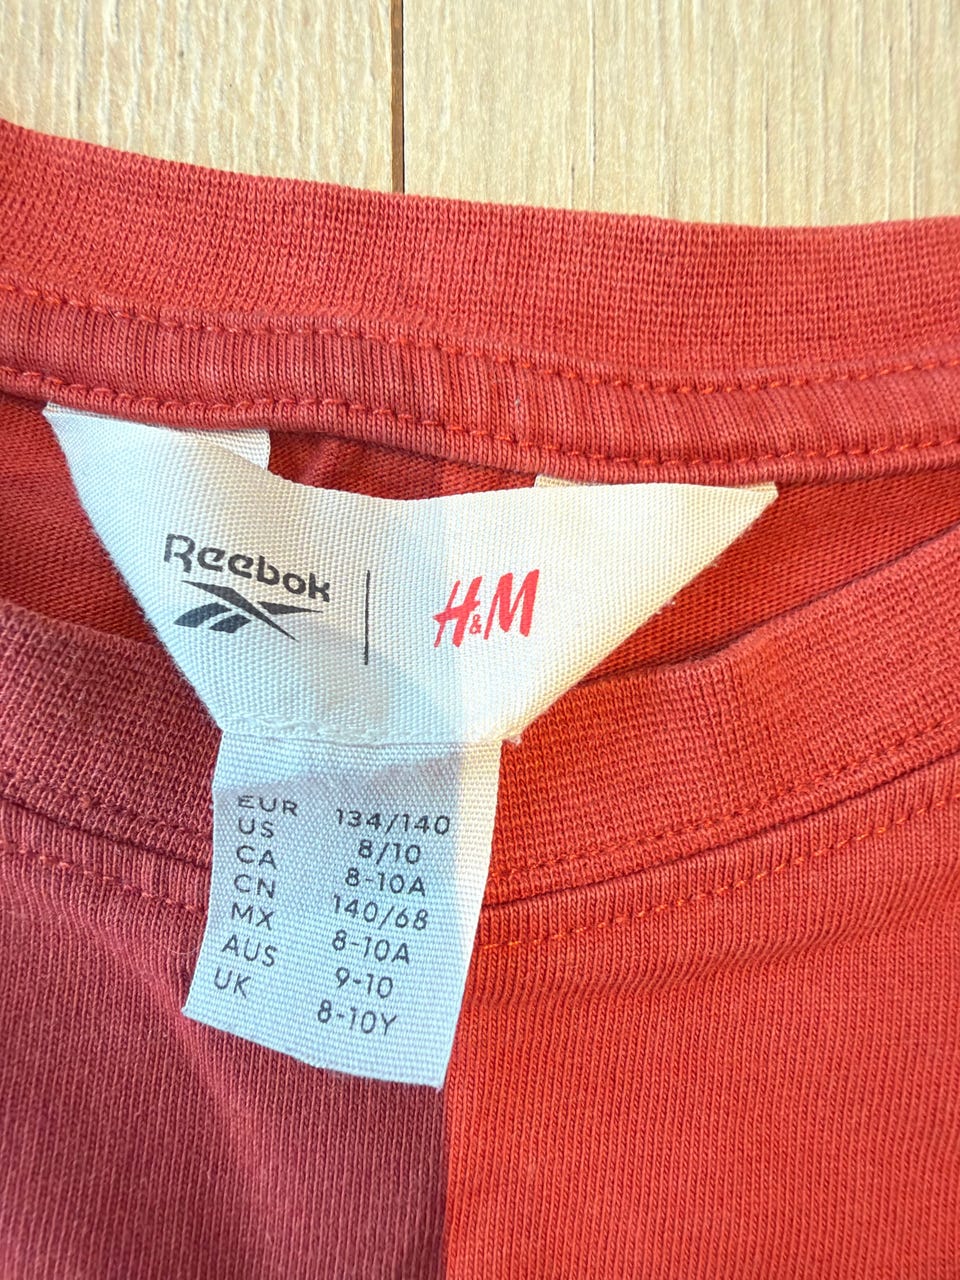 Reebok | H&M
EUR 134/140
US 8/10
CA 8-10A
CN 140/68
MX 8-10A
AUS 9-10
UK 8-10Y